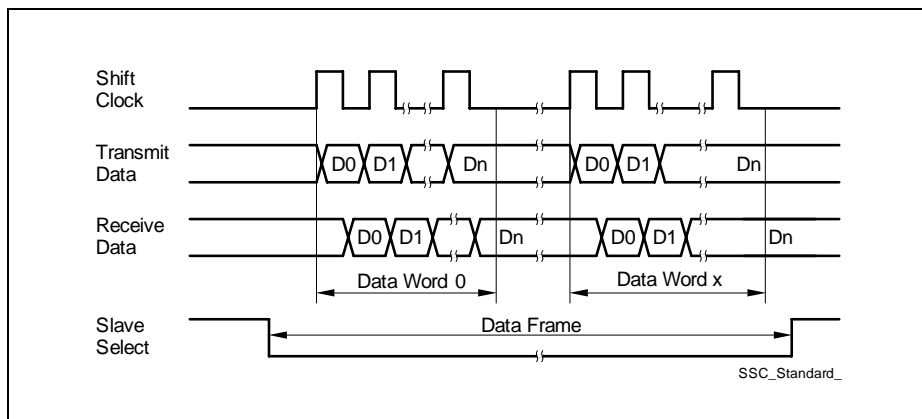 Shift
Clock
Transmit
Data
D0 D1 Dn D0 D1 Dn
Receive
Data
D0 D1 Dn D0 D1 Dn
Data Word 0 Data Word x
Slave
Select
Data Frame
SSC_Standard_